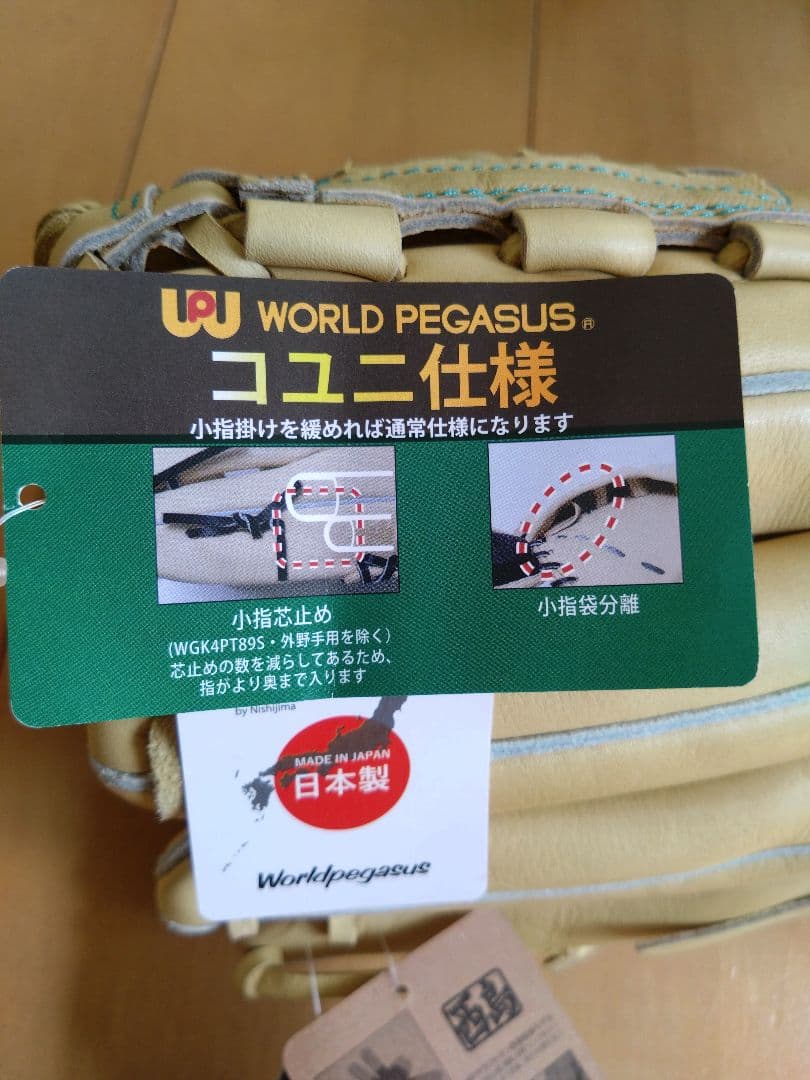 WORLD PEGASUS®
コユニ仕様
小指掛けを緩めれば通常仕様になります
小指芯止め
(WGK4PT89S・外野手用を除く)
芯止めの数を減らしてあるため、
指がより奥まで入ります
小指袋分離
by Nishijima
MADE IN JAPAN
日本製
Worldpegasus
西島